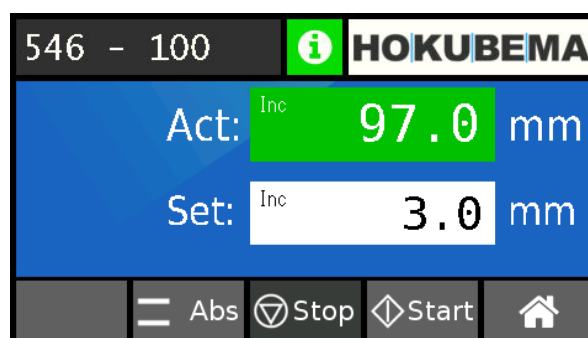 546 - 100 i HOKUBEMA
Act: Inc 97.0 mm
Set: Inc 3.0 mm
Abs Stop Start